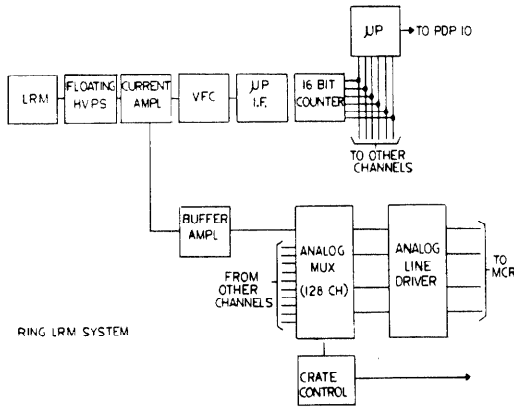 μP
TO PDP 10
LRM
FLOATING
HVPS
CURRENT
AMPL
VFC
μP
I.F.
16 BIT
COUNTER
TO OTHER
CHANNELS
BUFFER
AMPL
ANALOG
MUX
(128 CH)
ANALOG
LINE
DRIVER
TO
MCR
FROM
OTHER
CHANNELS
RING LRM SYSTEM
CRATE
CONTROL